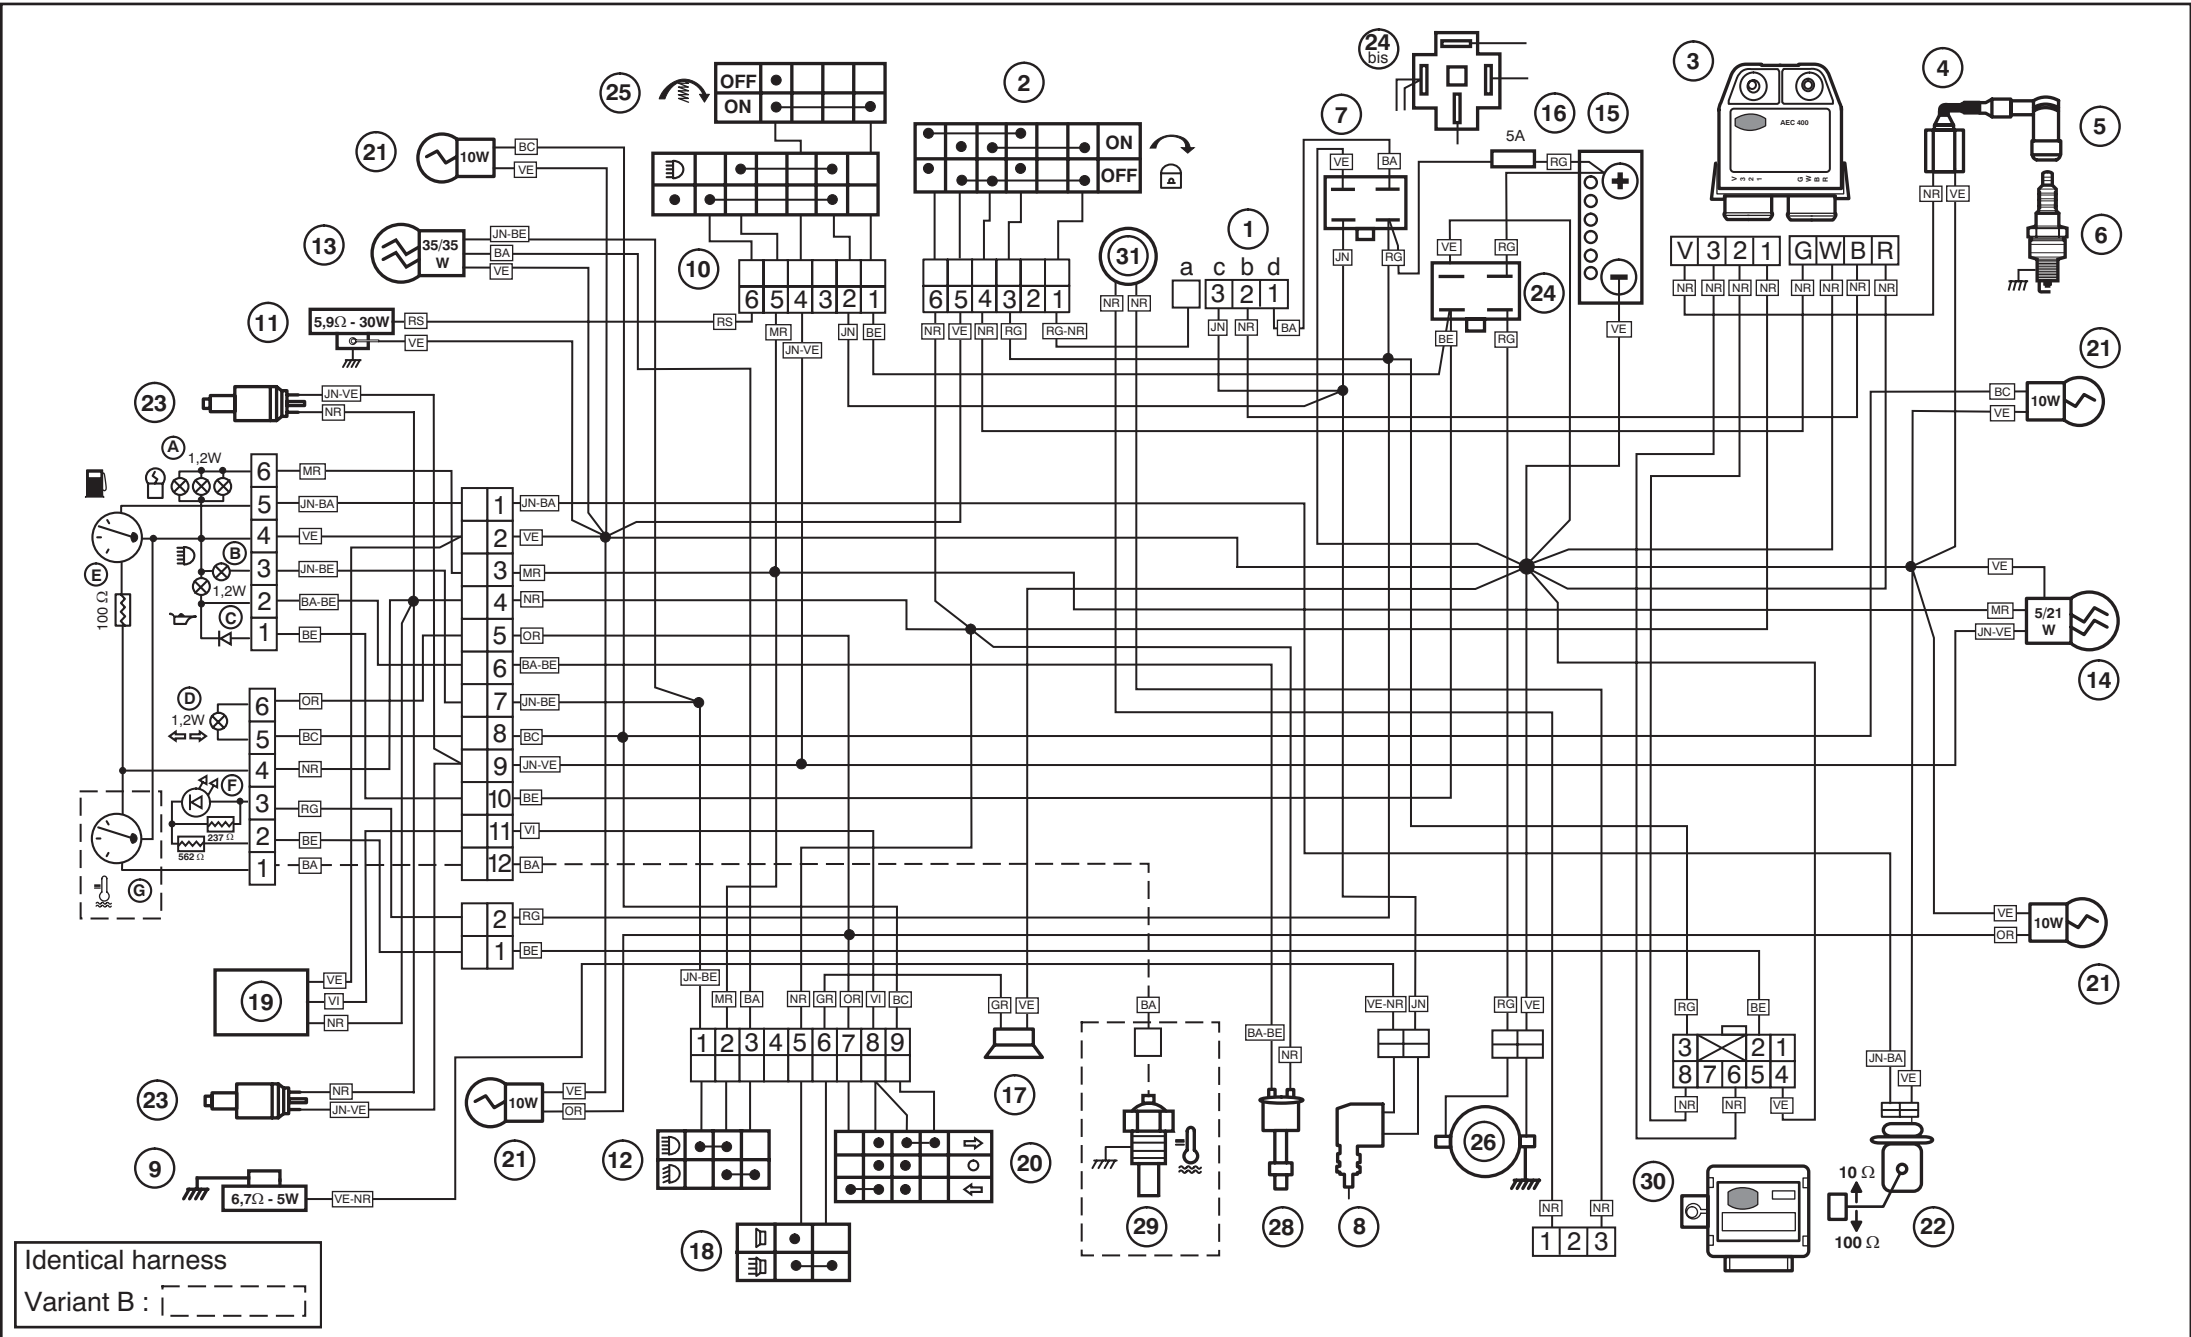 25
OFF
ON
2
ON
OFF
24 bis
7
16
15
5A
RG
3
AEC 400
V 3 2 1
G W B R
4
5
6
21
10W
BC
VE
VE
BA
NR
VE
13
35/35 W
JN-BE
BA
VE
10
6 5 4 3 2 1
6 5 4 3 2 1
31
1
a c b d
3 2 1
JN
RG
VE
RG
24
V 3 2 1
G W B R
NR NR NR NR
NR NR NR NR
11
5,9Ω - 30W
RS
VE
RS
MR
JN-VE
JN
BE
NR
VE
NR
RG
RG-NR
NR
NR
JN
NR
BA
BE
RG
VE
21
BC
VE
10W
23
JN-VE
NR
A
1,2W
6 MR
5 JN-BA
4 VE
B
3 JN-BE
E
1,2W
2 BA-BE
C
1 BE
100 Ω
1 JN-BA
2 VE
3 MR
4 NR
5 OR
6 BA-BE
7 JN-BE
8 BC
9 JN-VE
10 BE
11 VI
12 BA
2 RG
1 BE
VE
MR
JN-VE
5/21 W
14
D
1,2W
6 OR
5 BC
4 NR
F
3 RG
237 Ω
2 BE
562 Ω
1 BA
G
VE
OR
10W
21
19
VE
VI
NR
JN-BE
MR
BA
NR
GR
OR
VI
BC
1 2 3 4 5 6 7 8 9
GR
VE
17
BA
BA-BE
NR
VE-NR
JN
RG
VE
RG
BE
3 2 1
8 7 6 5 4
NR
NR
VE
JN-BA
VE
23
NR
JN-VE
10W
VE
OR
21
12
20
26
9
6,7Ω - 5W
VE-NR
18
29
28
8
NR
NR
1 2 3
30
10 Ω
100 Ω
22
Identical harness
Variant B :